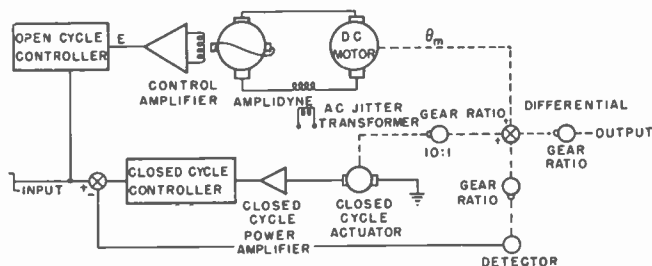 OPEN CYCLE
CONTROLLER
E
CONTROL
AMPLIFIER
AMPLIDYNE
DC
MOTOR
θm
AC JITTER
TRANSFORMER
GEAR RATIO
10:1
+
+
DIFFERENTIAL
OUTPUT
GEAR
RATIO
INPUT
+
-
CLOSED CYCLE
CONTROLLER
CLOSED
CYCLE
POWER
AMPLIFIER
CLOSED
CYCLE
ACTUATOR
GEAR
RATIO
DETECTOR